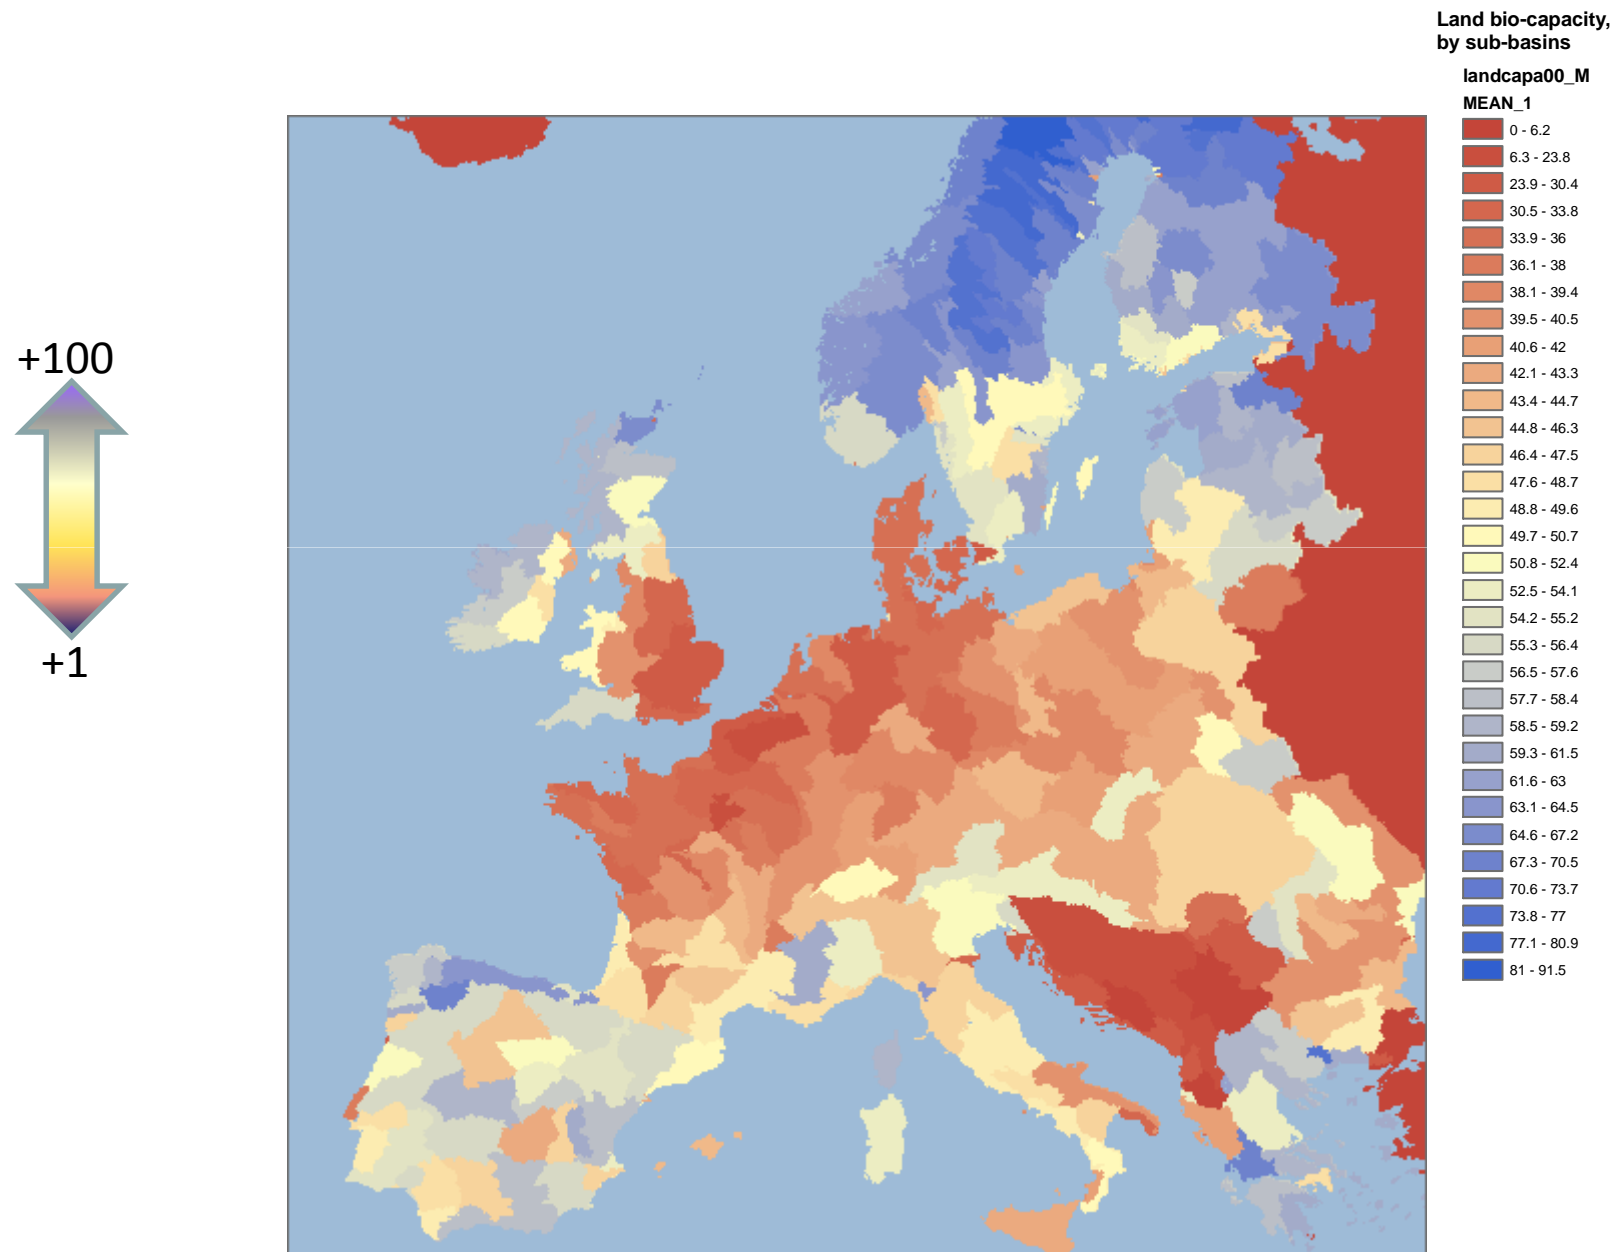 Land bio-capacity,
by sub-basins
landcapa00_M
MEAN_1
0 - 6.2
6.3 - 23.8
23.9 - 30.4
30.5 - 33.8
33.9 - 36
36.1 - 38
38.1 - 39.4
39.5 - 40.5
40.6 - 42
42.1 - 43.3
43.4 - 44.7
44.8 - 46.3
46.4 - 47.5
47.6 - 48.7
48.8 - 49.6
49.7 - 50.7
50.8 - 52.4
52.5 - 54.1
54.2 - 55.2
55.3 - 56.4
56.5 - 57.6
57.7 - 58.4
58.5 - 59.2
59.3 - 61.5
61.6 - 63
63.1 - 64.5
64.6 - 67.2
67.3 - 70.5
70.6 - 73.7
73.8 - 77
77.1 - 80.9
81 - 91.5
+100
+1